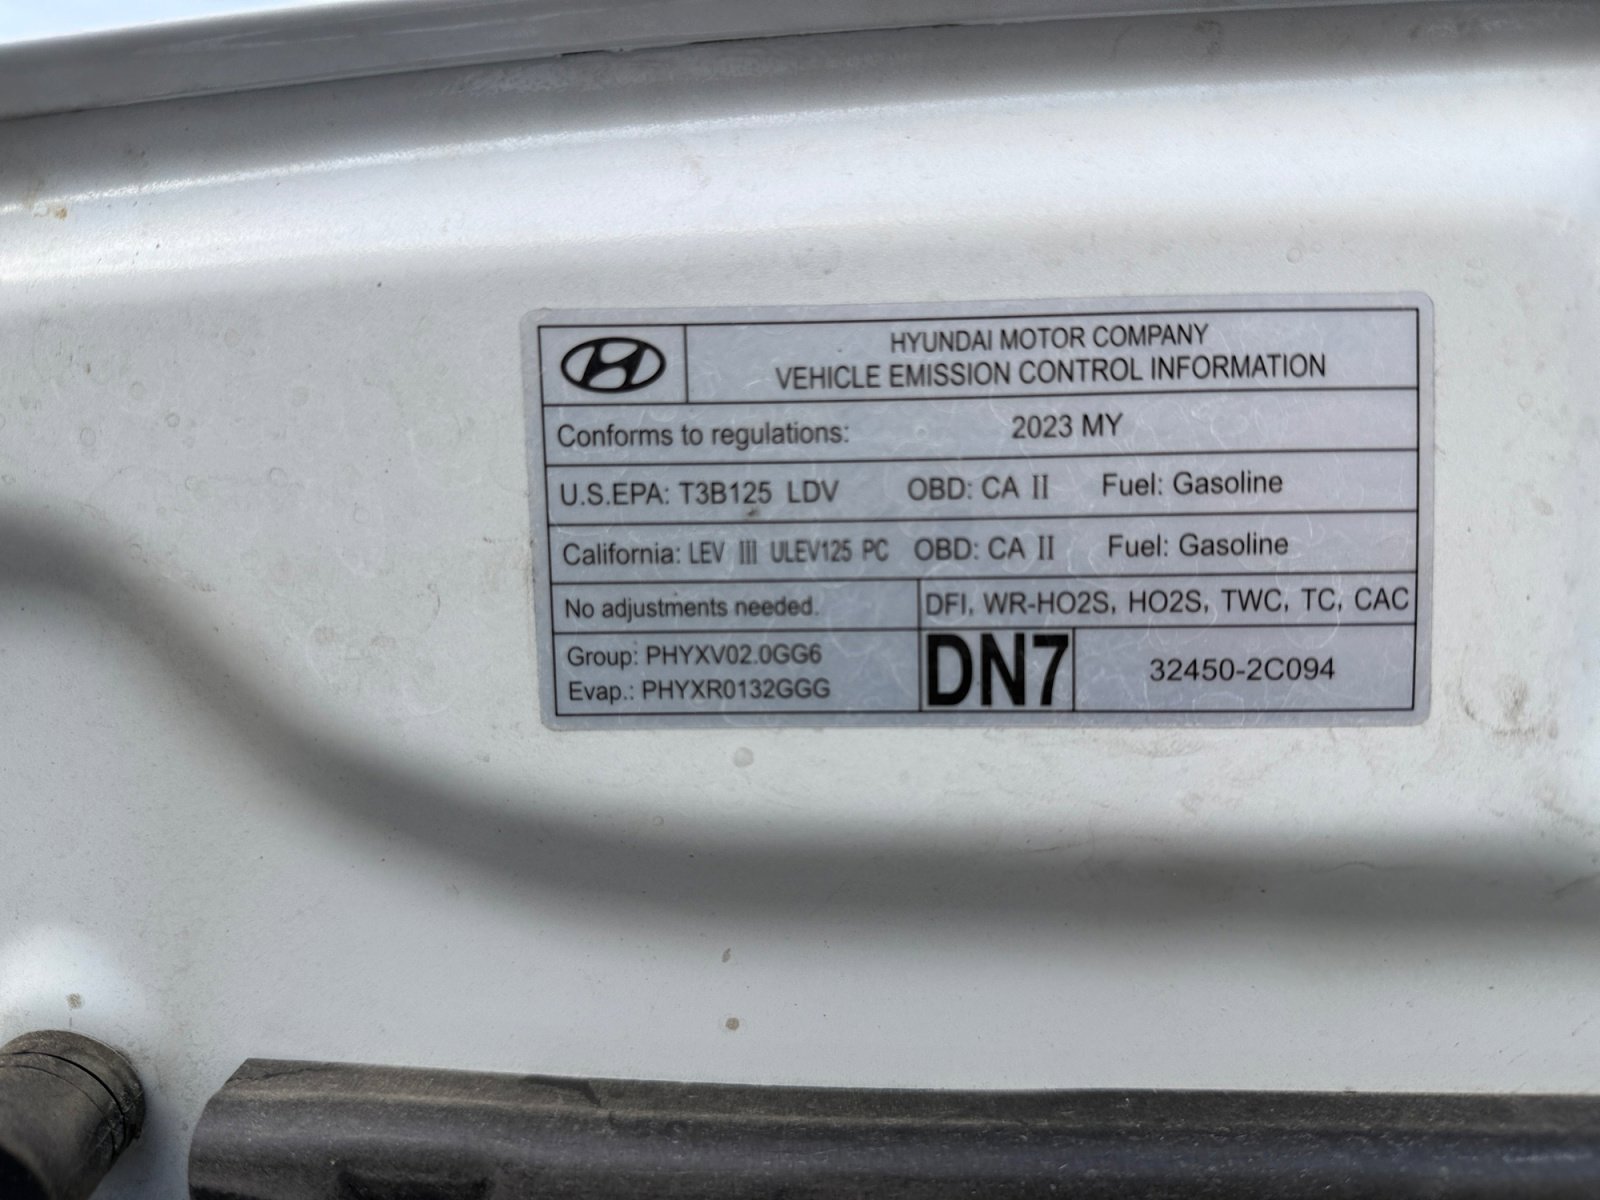 HYUNDAI MOTOR COMPANY
VEHICLE EMISSION CONTROL INFORMATION
Conforms to regulations: 2023 MY
U.S.EPA: T3B125 LDV OBD: CA II Fuel: Gasoline
California: LEV III ULEV125 PC OBD: CA II Fuel: Gasoline
No adjustments needed. DFI, WR-HO2S, HO2S, TWC, TC, CAC
Group: PHYXV02.0GG6
Evap.: PHYXR0132GGG
DN7
32450-2C094